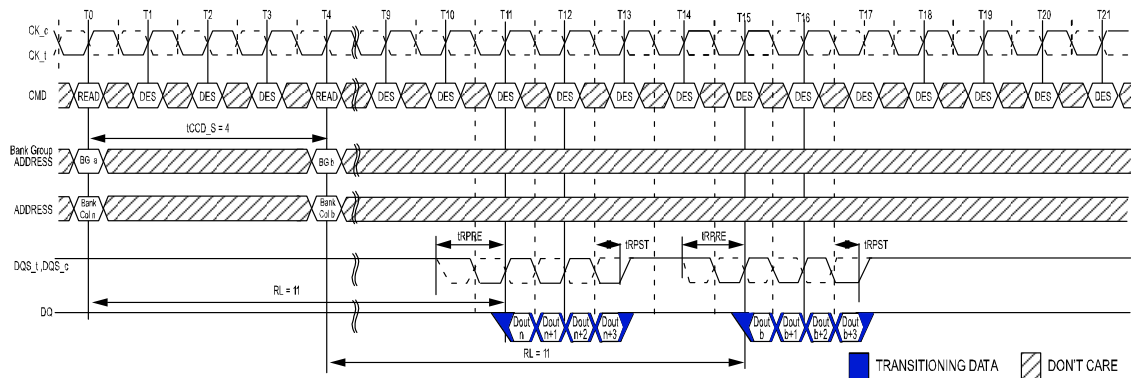 T0 T1 T2 T3 T4 T9 T10 T11 T12 T13 T14 T15 T16 T17 T18 T19 T20 T21
CK_c
CK_t
CMD READ DES DES DES READ DES DES DES DES DES DES DES DES DES DES DES DES DES
tCCD_S = 4
Bank Group
ADDRESS
BG a BG b
ADDRESS
Bank
Col n
Bank
Col b
tRPRE tRPST tRPRE tRPST
DQS_t ,DQS_c
RL = 11
DQ
Dout
n
Dout
n+1
Dout
n+2
Dout
n+3
Dout
b
Dout
b+1
Dout
b+2
Dout
b+3
RL = 11
TRANSITIONING DATA DON'T CARE